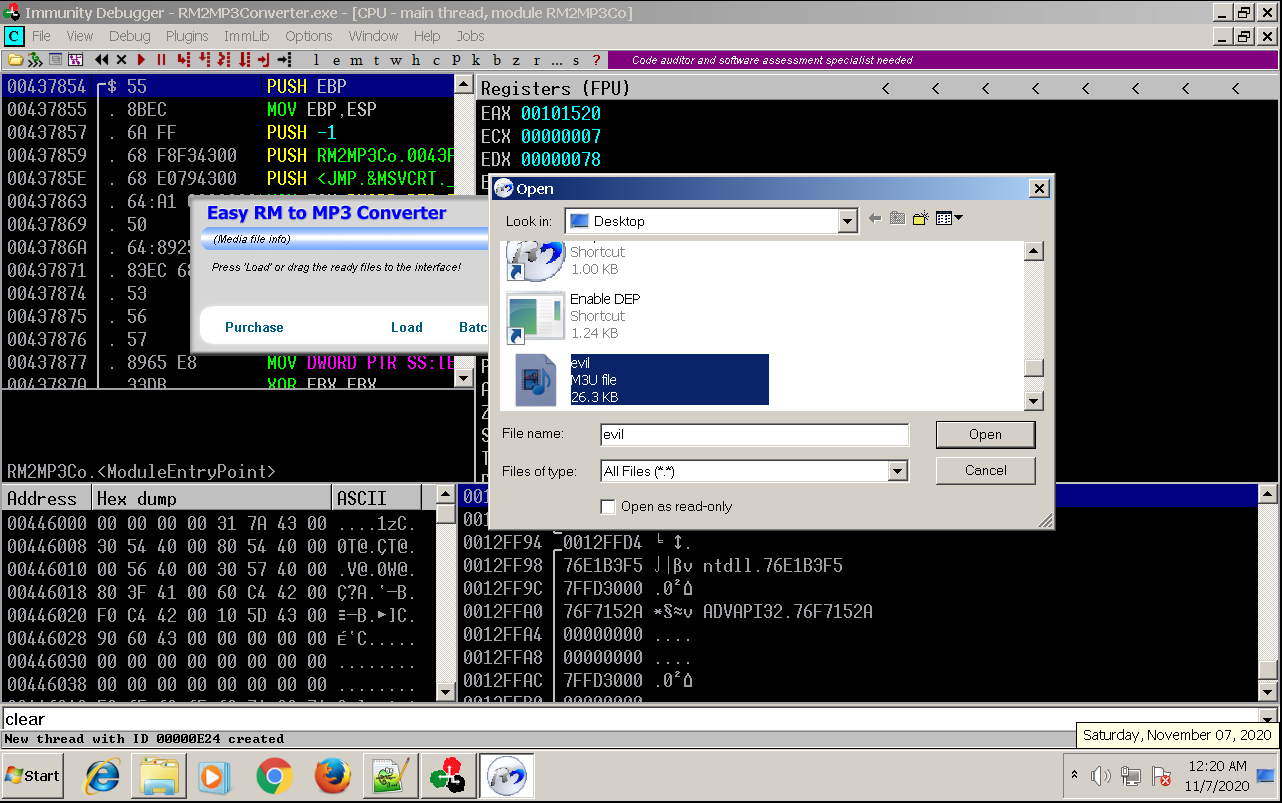 Immunity Debugger - RM2MP3Converter.exe - [CPU - main thread, module RM2MP3Co]
C File View Debug Plugins ImmLib Options Window Help Jobs
l e m t w h c p k b z r ... s ? Code auditor and software assessment specialist needed
00437854 $ 55 PUSH EBP
00437855 . 8BEC MOV EBP,ESP
00437857 . 6A FF PUSH -1
00437859 . 68 F8F34300 PUSH RM2MP3Co.0043F
0043785E . 68 E0794300 PUSH <JMP.&MSVCRT._
00437863 . 64:A1
00437869 . 50
0043786A . 64:8925
00437871 . 83EC 68
00437874 . 53
00437876 . 56
00437876 . 57
00437877 . 8965 E8 MOV DWORD PTR SS:[E
0043787A . 33DB XOR EBX,EBX
RM2MP3Co.<ModuleEntryPoint>
Registers (FPU) < < < < < < < <
EAX 00101520
ECX 00000007
EDX 00000078
Easy RM to MP3 Converter
(Media file info)
Press 'Load' or drag the ready files to the interface!
Purchase Load Batc
Open
Look in: Desktop
Shortcut
1.00 KB
Enable DEP
Shortcut
1.24 KB
evil
M3U file
26.3 KB
File name: evil Open
Files of type: All Files (*.*) Cancel
Open as read-only
Address Hex dump ASCII
00446000 00 00 00 00 31 7A 43 00 ....1zC.
00446008 30 54 40 00 80 54 40 00 0T@.ÇT@.
00446010 00 56 40 00 30 57 40 00 .V@.0W@.
00446018 80 3F 41 00 60 C4 42 00 Ç?A.`─B.
00446020 F0 C4 42 00 10 5D 43 00 ≡─B.►]C.
00446028 90 60 43 00 00 00 00 00 É`C.....
00446030 00 00 00 00 00 00 00 00 ........
00446038 00 00 00 00 00 00 00 00 ........
0012FF94 0012FFD4 ╘ ↕.
0012FF98 76E1B3F5 ⌡│βv ntdll.76E1B3F5
0012FF9C 7FFD3000 .0²⌂
0012FFA0 76F7152A *§≈v ADVAPI32.76F7152A
0012FFA4 00000000 ....
0012FFA8 00000000 ....
0012FFAC 7FFD3000 .0²⌂
0012FFB0 00000000
clear
New thread with ID 00000E24 created
Saturday, November 07, 2020
Start
12:20 AM
11/7/2020